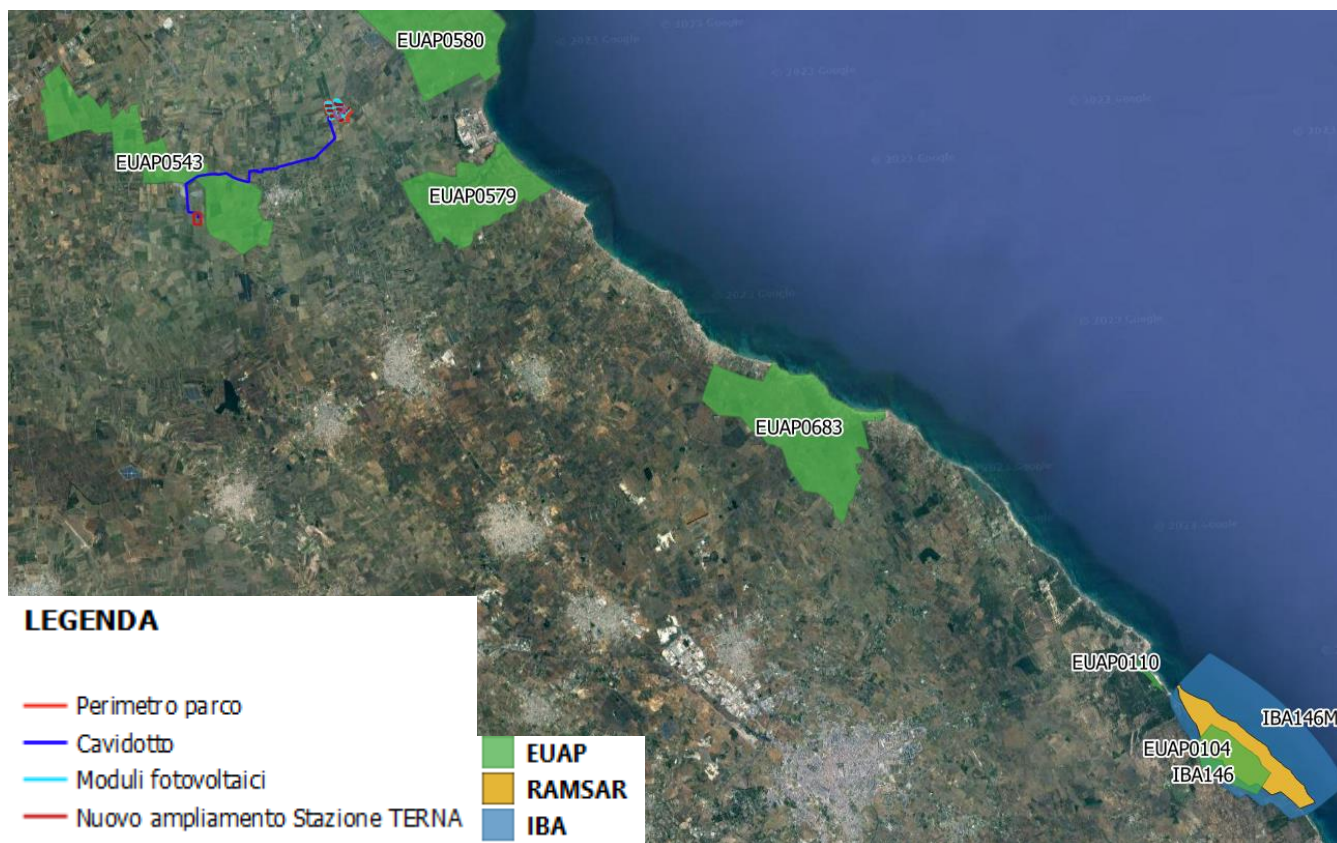 EUAP0580
EUAP0543
EUAP0579
EUAP0683
EUAP0110
IBA146M
EUAP0104
IBA146
LEGENDA
Perimetro parco
Cavidotto
Moduli fotovoltaici
Nuovo ampliamento Stazione TERNA
EUAP
RAMSAR
IBA